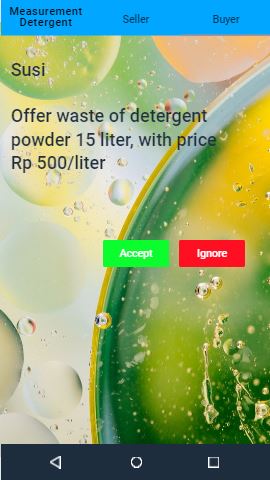 Measurement
Detergent
Seller
Buyer
Susi
Offer waste of detergent
powder 15 liter, with price
Rp 500/liter
Accept
Ignore